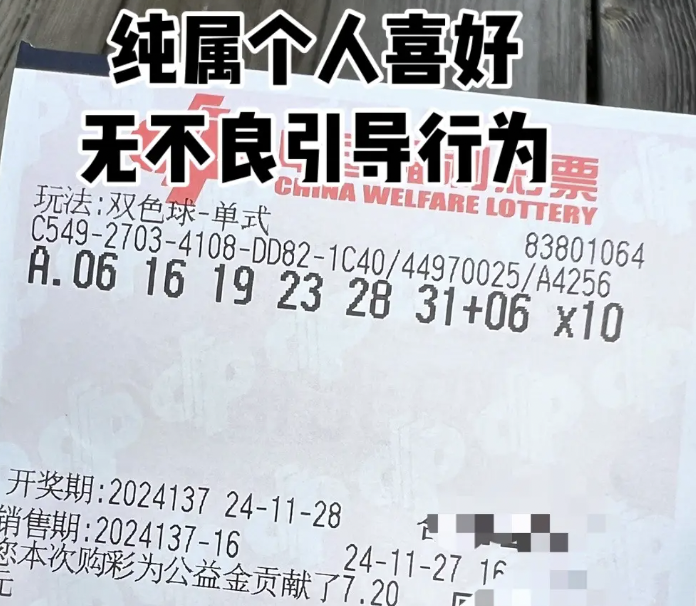 纯属个人喜好
无不良引导行为
票
CHINA WELFARE LOTTERY
玩法:双色球-单式
83801064
C549-2703-4108-DD82-1C40/44970025/A4256
A.06 16 19 23 28 31+06 x10
开奖期:2024137 24-11-28
销售期:2024137-16 24-11-27 16
您本次购彩为公益金贡献了7.20
元